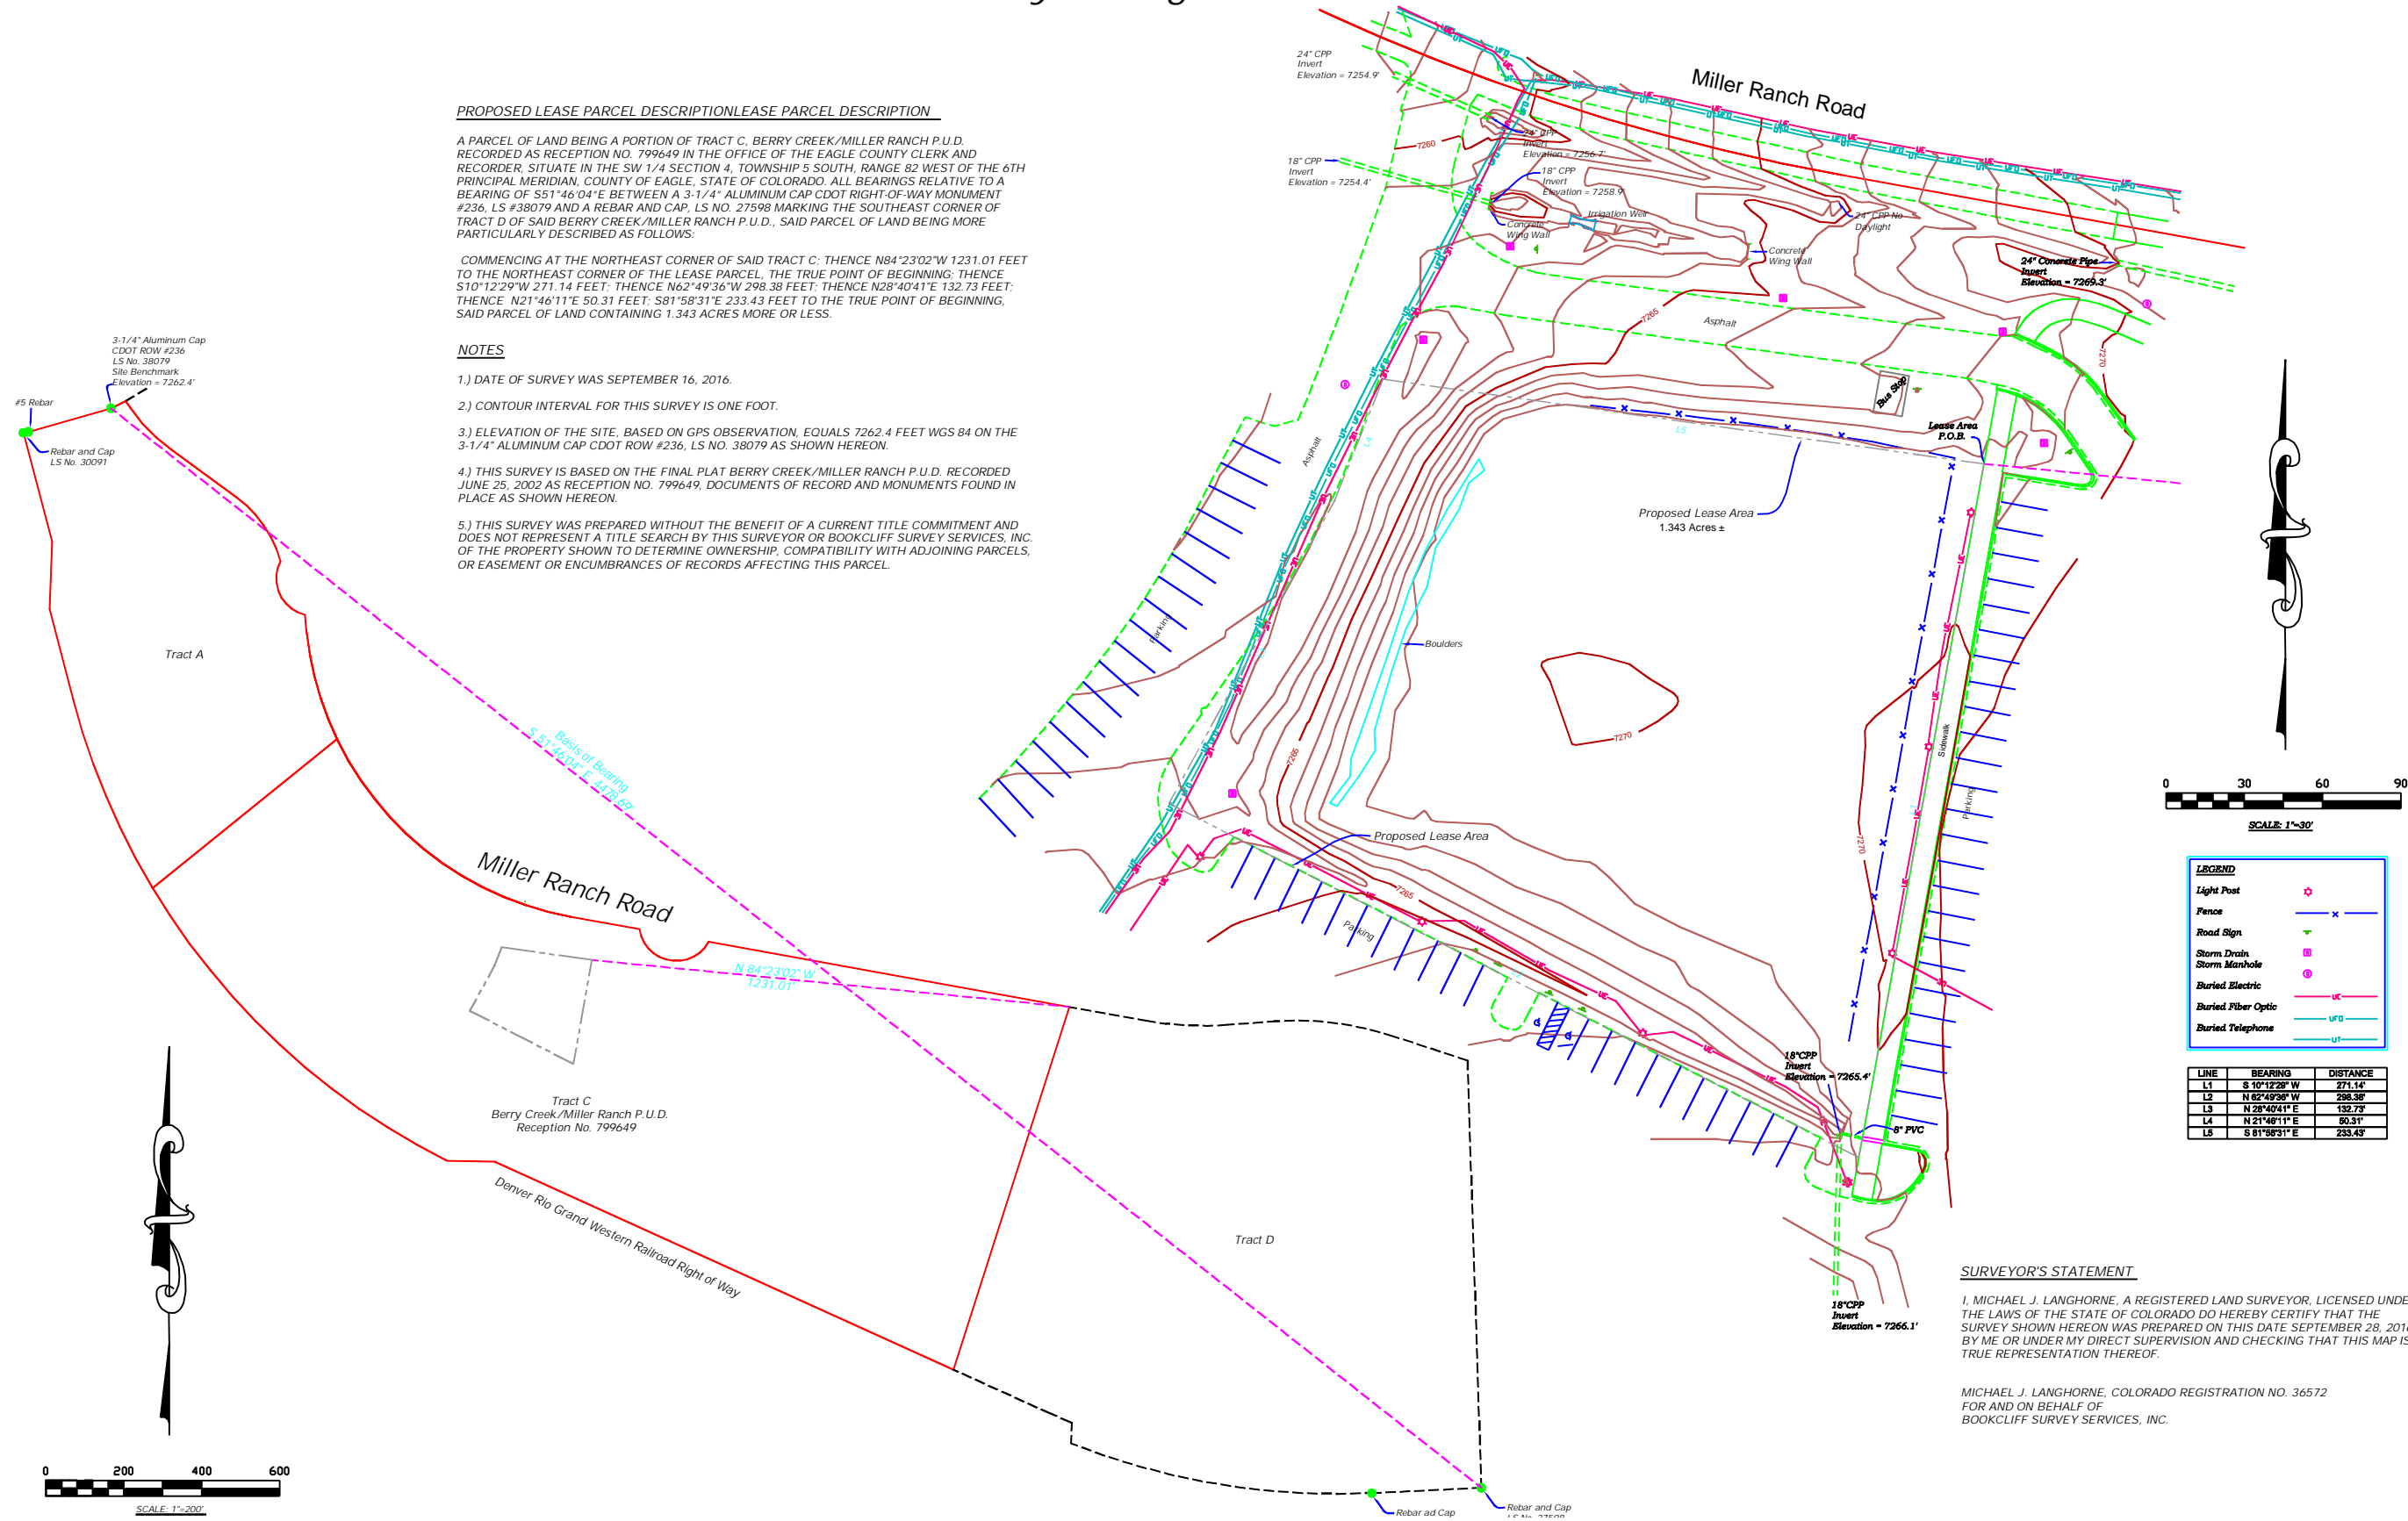 PROPOSED LEASE PARCEL DESCRIPTIONLEASE PARCEL DESCRIPTION
A PARCEL OF LAND BEING A PORTION OF TRACT C, BERRY CREEK/MILLER RANCH P.U.D.
RECORDED AS RECEPTION NO. 799649 IN THE OFFICE OF THE EAGLE COUNTY CLERK AND
RECORDER, SITUATE IN THE SW 1/4 SECTION 4, TOWNSHIP 5 SOUTH, RANGE 82 WEST OF THE 6TH
PRINCIPAL MERIDIAN, COUNTY OF EAGLE, STATE OF COLORADO. ALL BEARINGS RELATIVE TO A
BEARING OF S51°46'04"E BETWEEN A 3-1/4" ALUMINUM CAP CDOT RIGHT-OF-WAY MONUMENT
#236, LS #38079 AND A REBAR AND CAP, LS NO. 27598 MARKING THE SOUTHEAST CORNER OF
TRACT D OF SAID BERRY CREEK/MILLER RANCH P.U.D., SAID PARCEL OF LAND BEING MORE
PARTICULARLY DESCRIBED AS FOLLOWS:
COMMENCING AT THE NORTHEAST CORNER OF SAID TRACT C; THENCE N84°23'02"W 1231.01 FEET
TO THE NORTHEAST CORNER OF THE LEASE PARCEL, THE TRUE POINT OF BEGINNING; THENCE
S10°12'29"W 271.14 FEET; THENCE N62°49'36"W 298.38 FEET; THENCE N28°40'41"E 132.73 FEET;
THENCE N21°46'11"E 50.31 FEET; S81°58'31"E 233.43 FEET TO THE TRUE POINT OF BEGINNING,
SAID PARCEL OF LAND CONTAINING 1.343 ACRES MORE OR LESS.
NOTES
1.) DATE OF SURVEY WAS SEPTEMBER 16, 2016.
2.) CONTOUR INTERVAL FOR THIS SURVEY IS ONE FOOT.
3.) ELEVATION OF THE SITE, BASED ON GPS OBSERVATION, EQUALS 7262.4 FEET WGS 84 ON THE
3-1/4" ALUMINUM CAP CDOT ROW #236, LS NO. 38079 AS SHOWN HEREON.
4.) THIS SURVEY IS BASED ON THE FINAL PLAT BERRY CREEK/MILLER RANCH P.U.D. RECORDED
JUNE 25, 2002 AS RECEPTION NO. 799649, DOCUMENTS OF RECORD AND MONUMENTS FOUND IN
PLACE AS SHOWN HEREON.
5.) THIS SURVEY WAS PREPARED WITHOUT THE BENEFIT OF A CURRENT TITLE COMMITMENT AND
DOES NOT REPRESENT A TITLE SEARCH BY THIS SURVEYOR OR BOOKCLIFF SURVEY SERVICES, INC.
OF THE PROPERTY SHOWN TO DETERMINE OWNERSHIP, COMPATIBILITY WITH ADJOINING PARCELS,
OR EASEMENT OR ENCUMBRANCES OF RECORDS AFFECTING THIS PARCEL.
3-1/4" Aluminum Cap
CDOT ROW #236
LS No. 38079
Site Benchmark
Elevation = 7262.4'
#5 Rebar
Rebar and Cap
LS No. 30091
Tract A
Basis of Bearing
S 51°46'04" E 4478.69'
Miller Ranch Road
N 84°23'02" W
1231.01'
Tract C
Berry Creek/Miller Ranch P.U.D.
Reception No. 799649
Denver Rio Grand Western Railroad Right of Way
Tract D
Rebar ad Cap
Rebar and Cap
0 200 400 600
SCALE: 1"=200'
24" CPP
Invert
Elevation = 7254.9'
Miller Ranch Road
24" CPP
Invert
Elevation = 7256.7'
7260
18" CPP
Invert
Elevation = 7254.4'
18" CPP
Invert
Elevation = 7258.9'
Irrigation Well
Concrete
Wing Wall
24" CPP No
Daylight
Concrete
Wing Wall
24" Concrete Pipe
Invert
Elevation = 7269.3'
7265
Asphalt
7270
Bus Stop
Lease Area
P.O.B.
L5
L4
Asphalt
Proposed Lease Area
1.343 Acres ±
Boulders
Parking
7270
7265
Sidewalk
Parking
7270
Proposed Lease Area
7265
Parking
L2
18"CPP
Invert
Elevation = 7265.4'
8" PVC
18"CPP
Invert
Elevation = 7266.1'
0 30 60 90
SCALE: 1"=30'
LEGEND
Light Post
Fence
Road Sign
Storm Drain
Storm Manhole
Buried Electric UE
Buried Fiber Optic UFO
Buried Telephone UT
LINE BEARING DISTANCE
L1 S 10°12'29" W 271.14'
L2 N 62°49'36" W 298.38'
L3 N 28°40'41" E 132.73'
L4 N 21°46'11" E 50.31'
L5 S 81°58'31" E 233.43'
SURVEYOR'S STATEMENT
I, MICHAEL J. LANGHORNE, A REGISTERED LAND SURVEYOR, LICENSED UNDE
THE LAWS OF THE STATE OF COLORADO DO HEREBY CERTIFY THAT THE
SURVEY SHOWN HEREON WAS PREPARED ON THIS DATE SEPTEMBER 28, 201
BY ME OR UNDER MY DIRECT SUPERVISION AND CHECKING THAT THIS MAP IS
TRUE REPRESENTATION THEREOF.
MICHAEL J. LANGHORNE, COLORADO REGISTRATION NO. 36572
FOR AND ON BEHALF OF
BOOKCLIFF SURVEY SERVICES, INC.